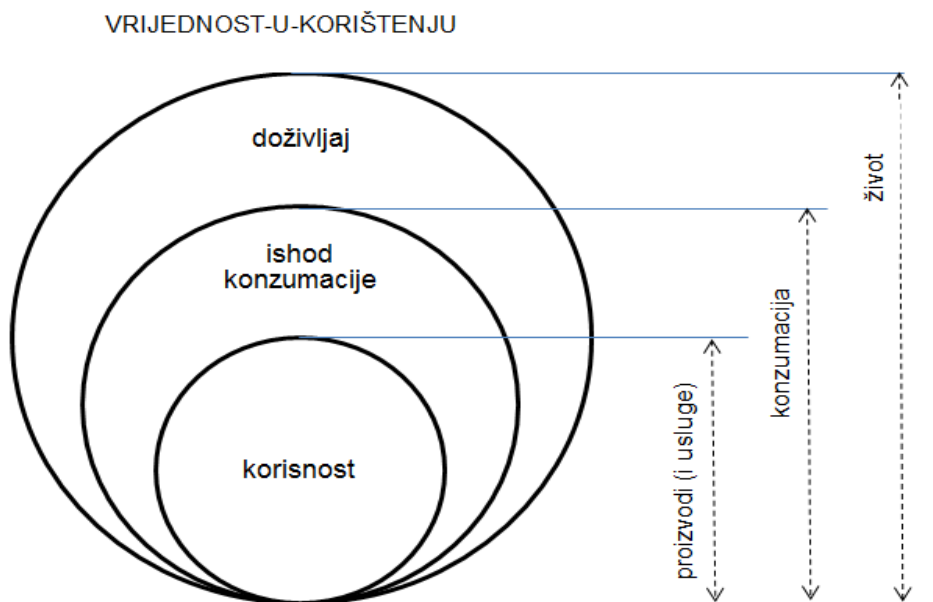 VRIJEDNOST-U-KORIŠTENJU
doživljaj
ishod
konzumacije
korisnost
proizvodi (i usluge)
konzumacija
život